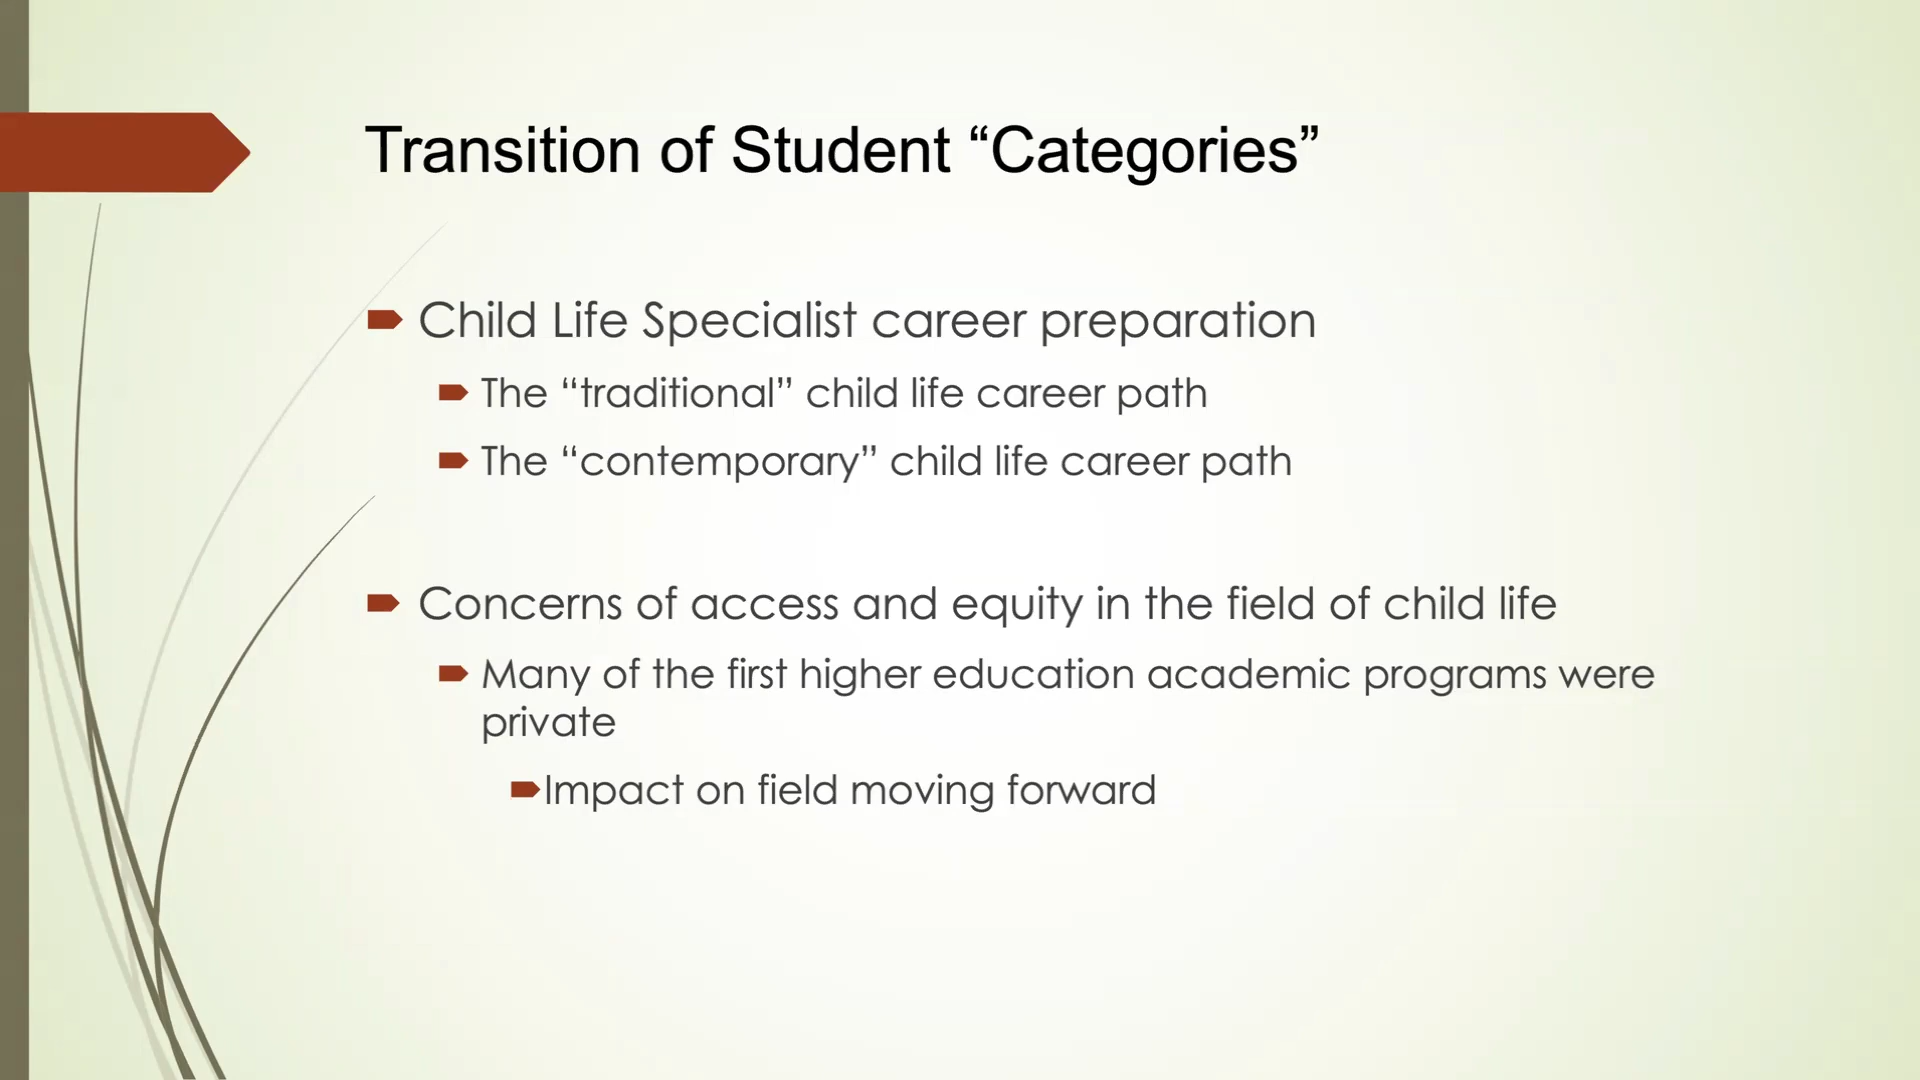 Transition of Student “Categories”
Child Life Specialist career preparation
The “traditional” child life career path
The “contemporary” child life career path
Concerns of access and equity in the field of child life
Many of the first higher education academic programs were
private
Impact on field moving forward